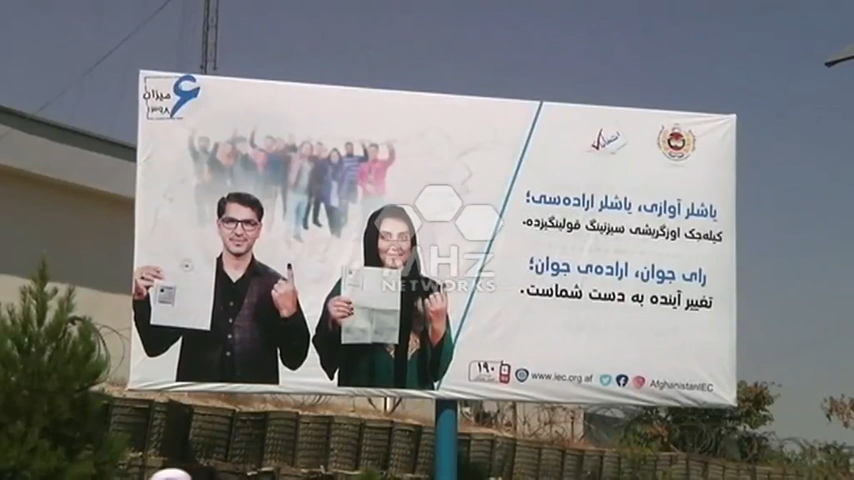 ۶
میزان
۱۳۹۸
یاشلر آوازی، یاشلر اراده‌سی؛
کیله‌جک اوزگریشی سیزنینگ قولینگیزده.
رای جوان، اراده‌ی جوان؛
تغییر آینده به دست شماست.
۱۹۰
www.iec.org.af
AfghanistanIEC
MHZ
NETWORKS